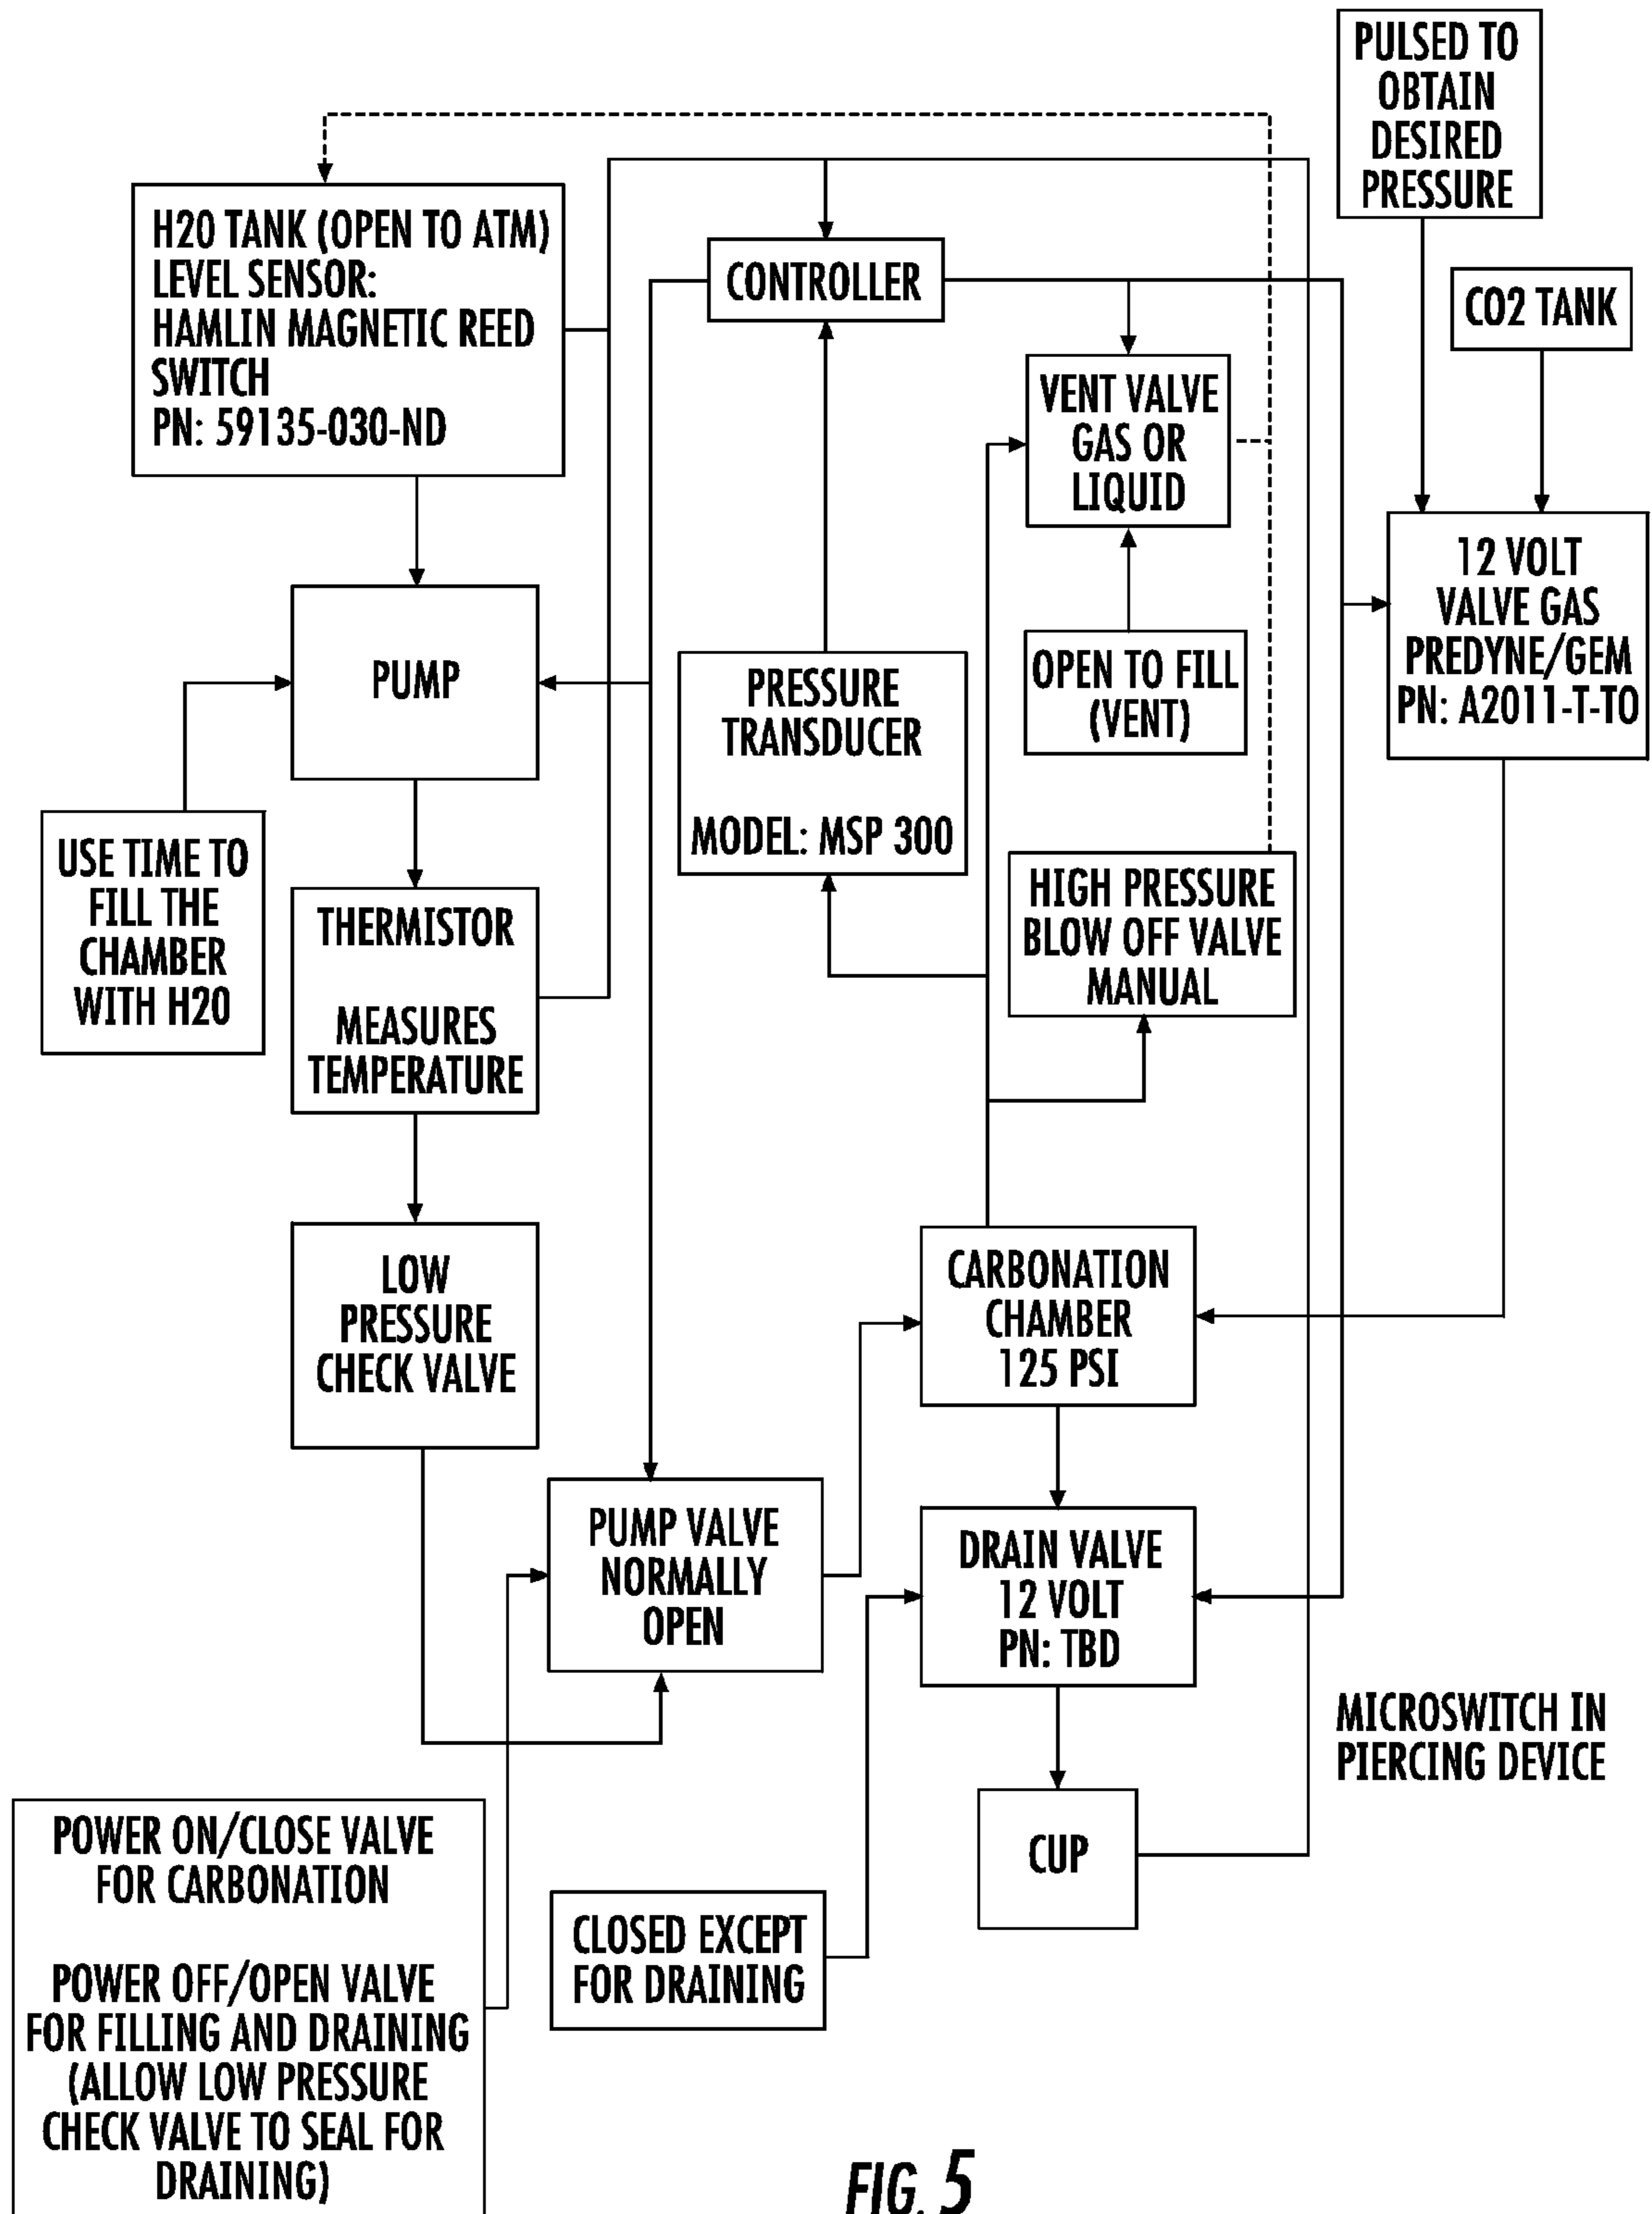 PULSED TO
OBTAIN
DESIRED
PRESSURE
H20 TANK (OPEN TO ATM)
LEVEL SENSOR:
HAMLIN MAGNETIC REED
SWITCH
PN: 59135-030-ND
CONTROLLER
CO2 TANK
VENT VALVE
GAS OR
LIQUID
12 VOLT
VALVE GAS
PREDYNE/GEM
PN: A2011-T-TO
PUMP
PRESSURE
TRANSDUCER
MODEL: MSP 300
OPEN TO FILL
(VENT)
USE TIME TO
FILL THE
CHAMBER
WITH H20
THERMISTOR
MEASURES
TEMPERATURE
HIGH PRESSURE
BLOW OFF VALVE
MANUAL
LOW
PRESSURE
CHECK VALVE
CARBONATION
CHAMBER
125 PSI
PUMP VALVE
NORMALLY
OPEN
DRAIN VALVE
12 VOLT
PN: TBD
MICROSWITCH IN
PIERCING DEVICE
POWER ON/CLOSE VALVE
FOR CARBONATION
POWER OFF/OPEN VALVE
FOR FILLING AND DRAINING
(ALLOW LOW PRESSURE
CHECK VALVE TO SEAL FOR
DRAINING)
CLOSED EXCEPT
FOR DRAINING
CUP
FIG. 5